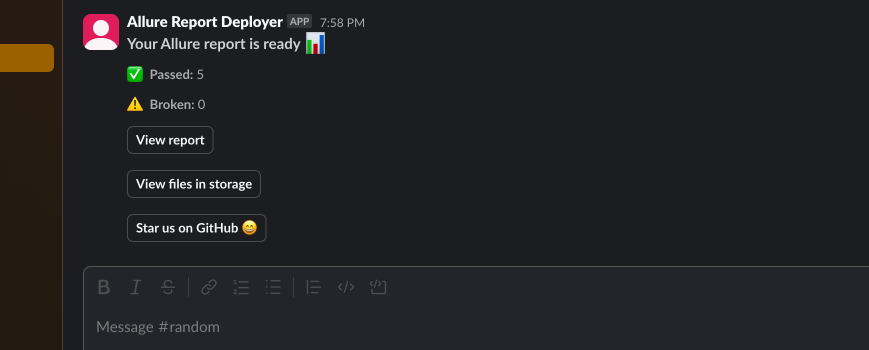 Allure Report Deployer APP 7:58 PM
Your Allure report is ready 📊
✅ Passed: 5
⚠️ Broken: 0
View report
View files in storage
Star us on GitHub 😄
B I S
Message #random